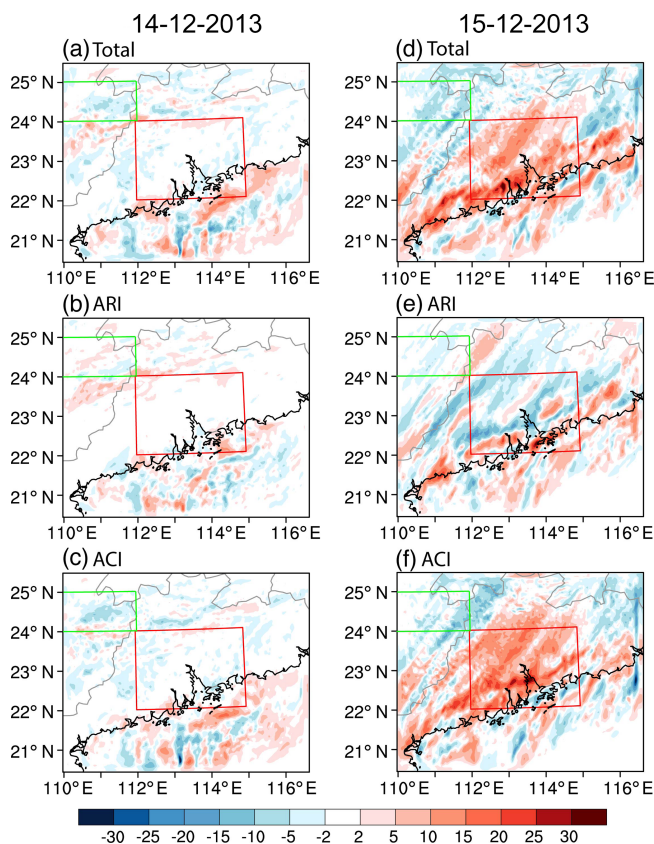 14-12-2013 15-12-2013
(a) Total (d) Total
25° N 25° N
24° N 24° N
23° N 23° N
22° N 22° N
21° N 21° N
110°E 112°E 114°E 116°E 110°E 112°E 114°E 116°E
(b) ARI (e) ARI
25° N 25° N
24° N 24° N
23° N 23° N
22° N 22° N
21° N 21° N
110°E 112°E 114°E 116°E 110°E 112°E 114°E 116°E
(c) ACI (f) ACI
25° N 25° N
24° N 24° N
23° N 23° N
22° N 22° N
21° N 21° N
110°E 112°E 114°E 116°E 110°E 112°E 114°E 116°E
-30 -25 -20 -15 -10 -5 -2 2 5 10 15 20 25 30